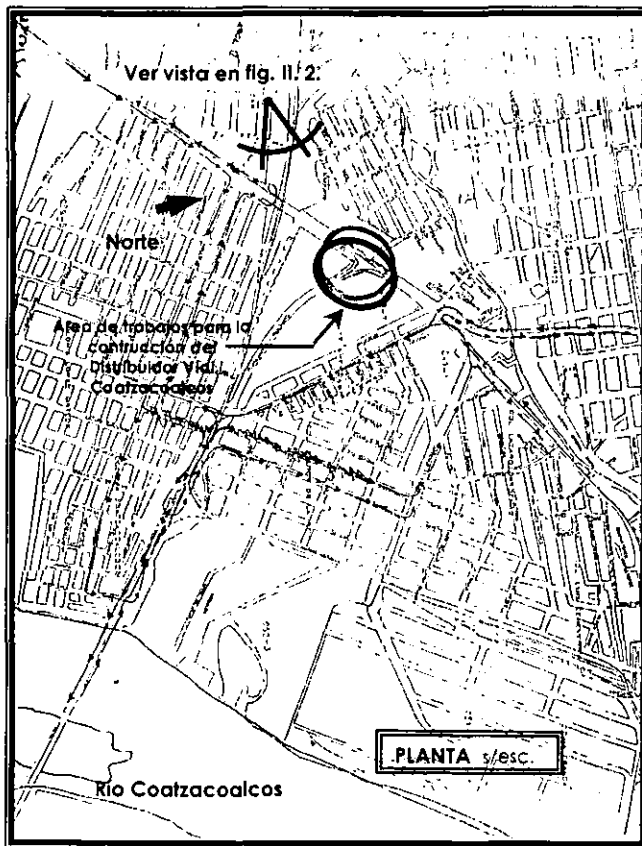 Ver vista en fig. II. 2.
Norte
Area de trabajos para la
contrucción del
Distribuidor Vial
Coatzacoalcos
PLANTA s/esc.
Río Coatzacoalcos